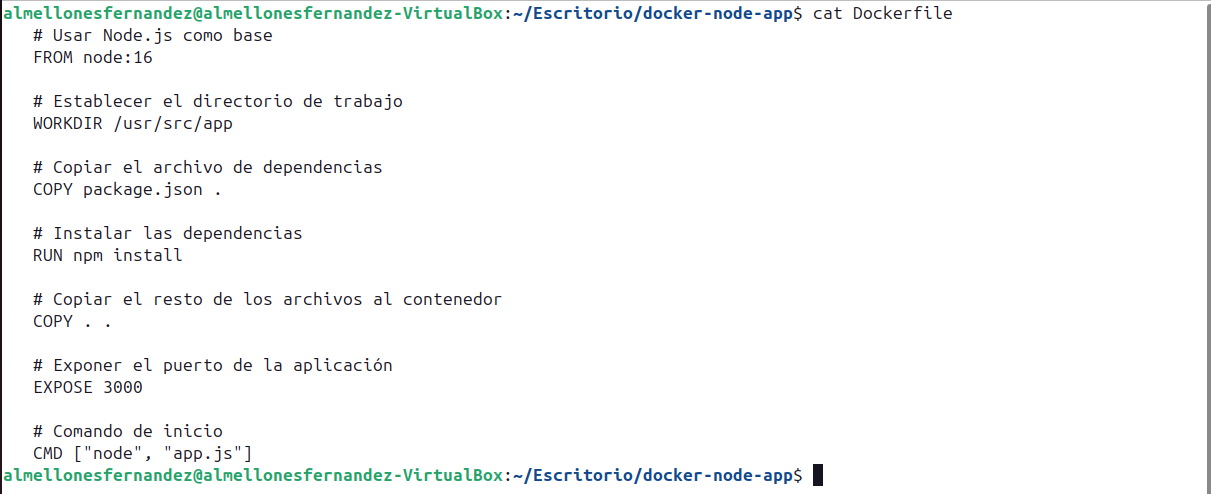 almellonesfernandez@almellonesfernandez-VirtualBox:~/Escritorio/docker-node-app$ cat Dockerfile
# Usar Node.js como base
FROM node:16
# Establecer el directorio de trabajo
WORKDIR /usr/src/app
# Copiar el archivo de dependencias
COPY package.json .
# Instalar las dependencias
RUN npm install
# Copiar el resto de los archivos al contenedor
COPY . .
# Exponer el puerto de la aplicación
EXPOSE 3000
# Comando de inicio
CMD ["node", "app.js"]
almellonesfernandez@almellonesfernandez-VirtualBox:~/Escritorio/docker-node-app$